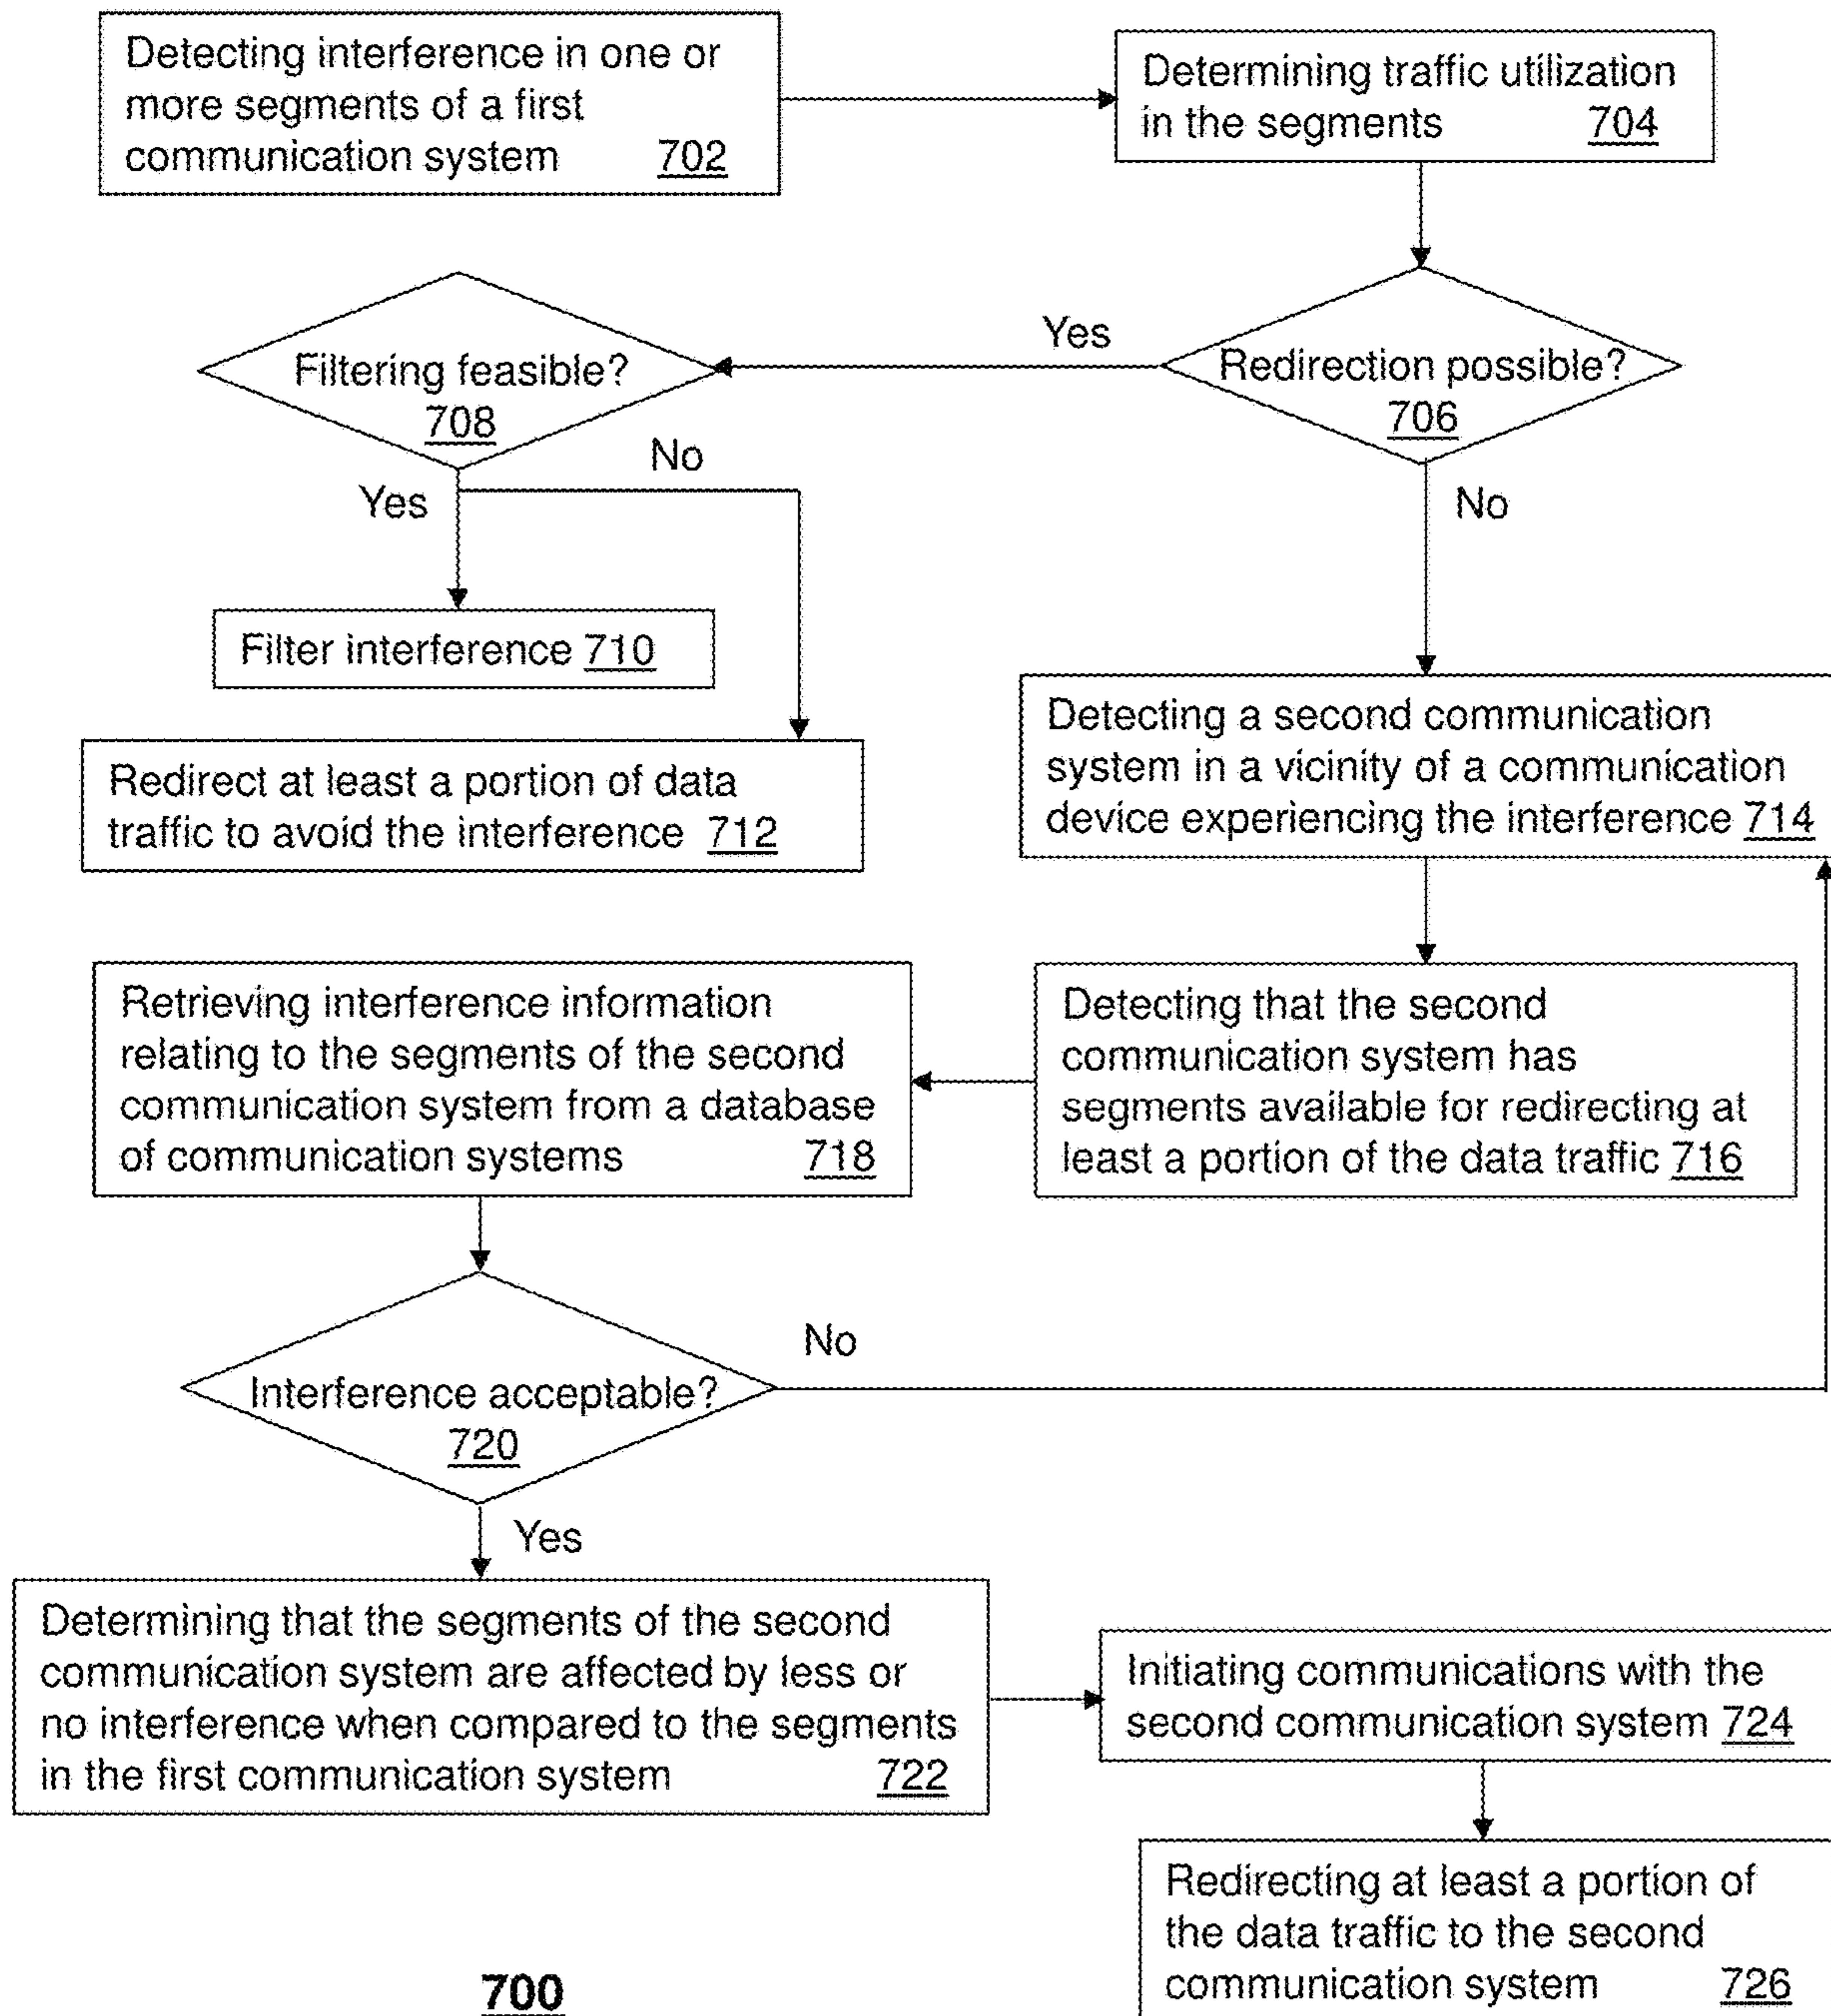 Detecting interference in one or
more segments of a first
communication system 702
Determining traffic utilization
in the segments 704
Yes
Filtering feasible?
708
Redirection possible?
706
No
Yes
No
Filter interference 710
Redirect at least a portion of data
traffic to avoid the interference 712
Detecting a second communication
system in a vicinity of a communication
device experiencing the interference 714
Retrieving interference information
relating to the segments of the second
communication system from a database
of communication systems 718
Detecting that the second
communication system has
segments available for redirecting at
least a portion of the data traffic 716
No
Interference acceptable?
720
Yes
Determining that the segments of the second
communication system are affected by less or
no interference when compared to the segments
in the first communication system 722
Initiating communications with the
second communication system 724
Redirecting at least a portion of
the data traffic to the second
communication system 726
700